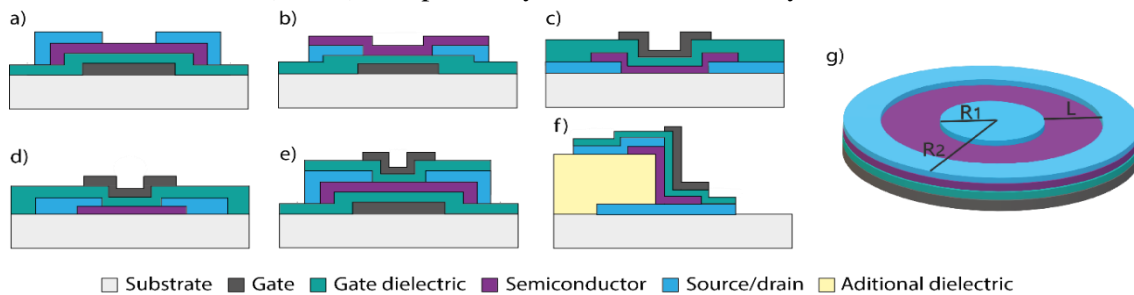 a)
b)
c)
g)
R1
L
R2
d)
e)
f)
Substrate Gate Gate dielectric Semiconductor Source/drain Aditional dielectric